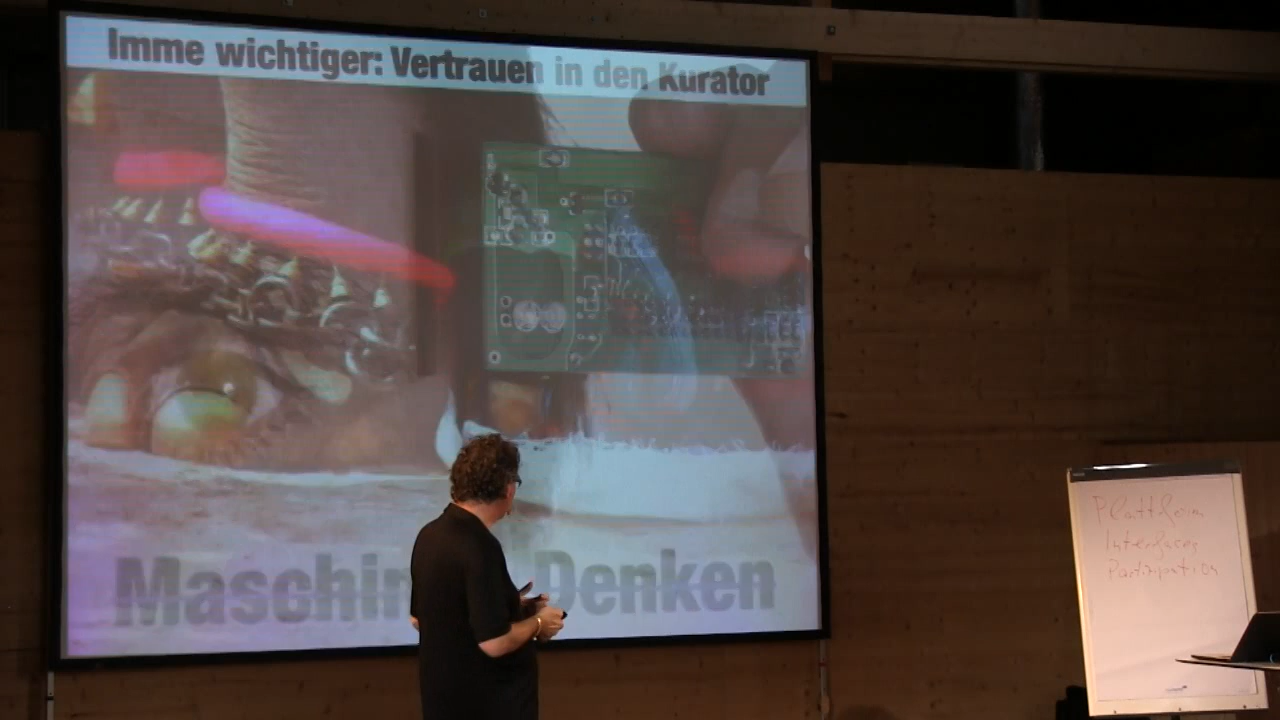 Imme wichtiger: Vertrauen in den Kurator
Maschin Denken
Plattform
Interfaces
Partizipation